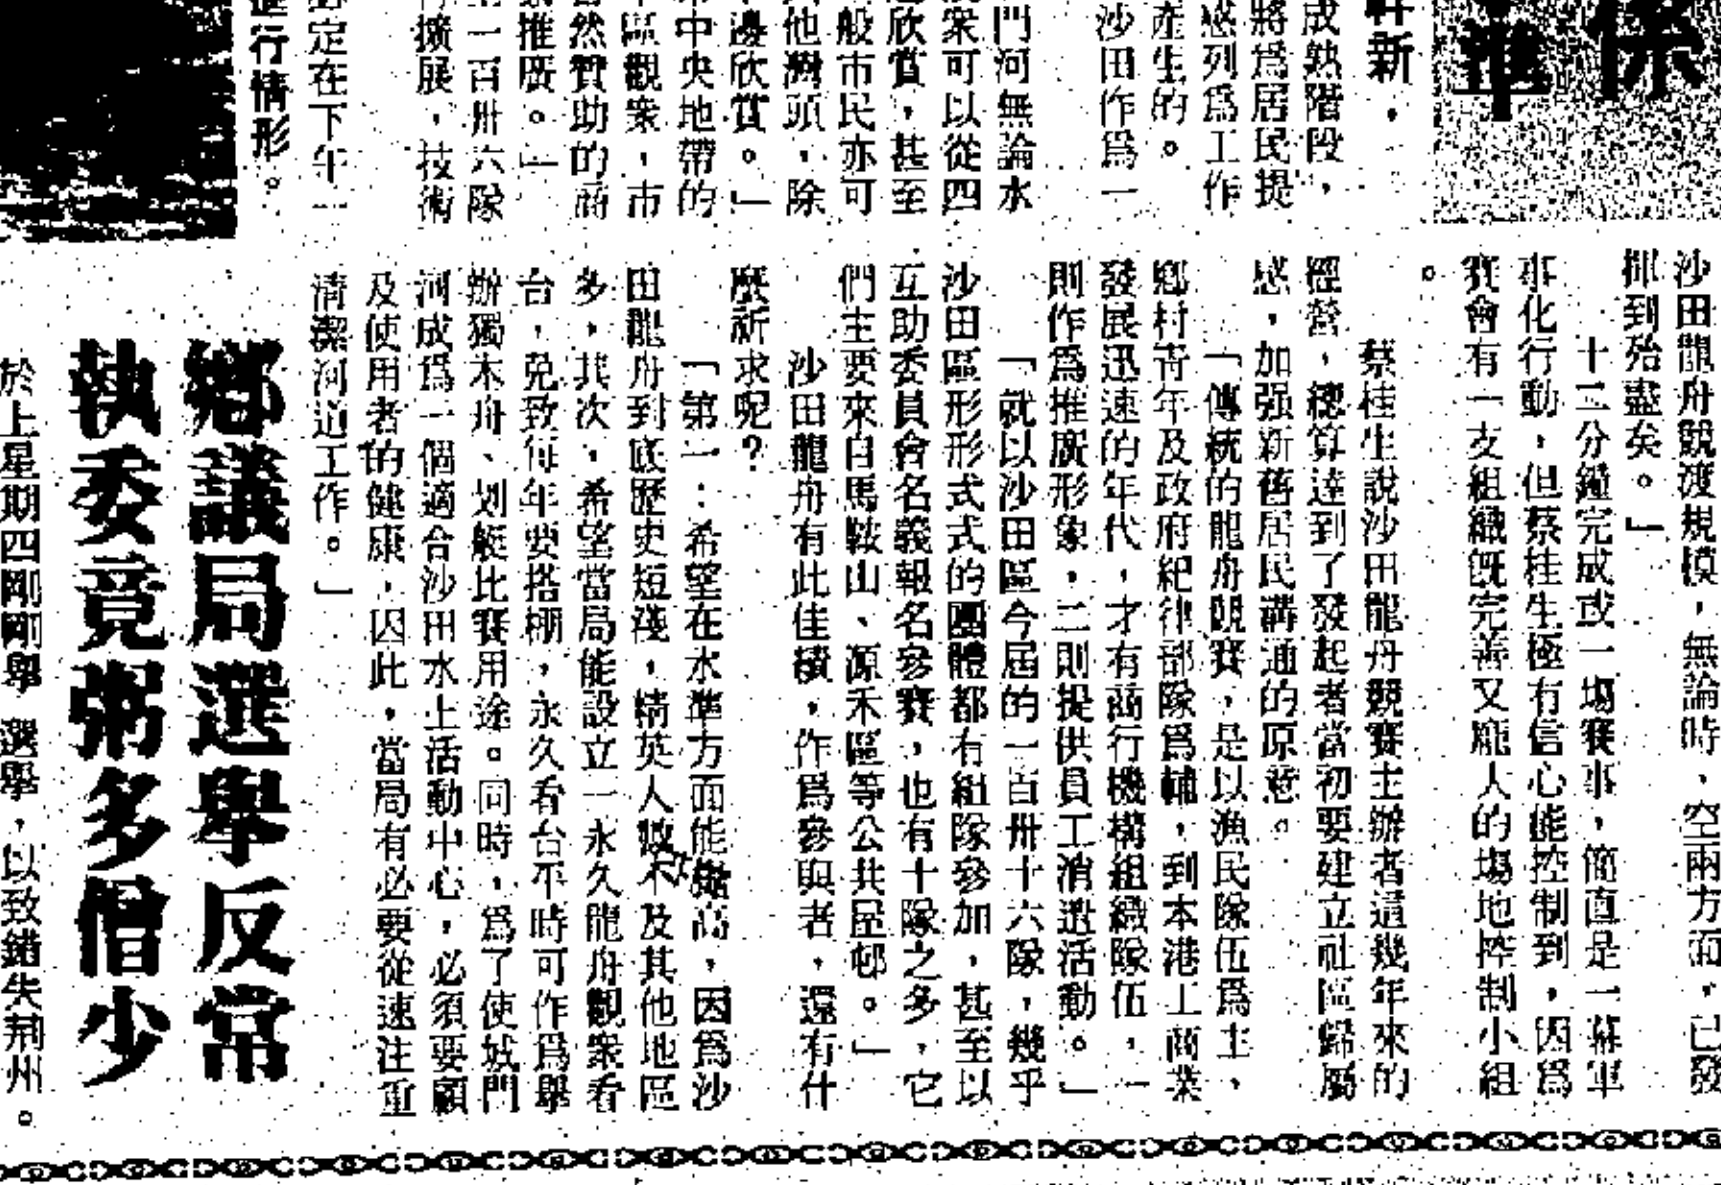 係
準
成熟階段，
將爲居民提
感列爲工作
產生的。
沙田作爲一
門河無論水
衆可以從四
欣賞，甚至
般市民亦可
他灣頭，除
邊欣賞。」
中央地帶的
區觀衆，市
然贊助的商
推廣。」
一百卅六隊
擴展，技術
定在下午一
進行情形。
沙田龍舟競渡規模，無論時、空兩方面，已發
揮到殆盡矣。」
十二分鐘完成或一場賽事，簡直是一幕軍
事化行動，但蔡桂生極有信心能控制到，因爲
賽會有一支組織旣完善又龐大的場地控制小組
。
蔡桂生說沙田龍舟競賽主辦者這幾年來的
經營，總算達到了發起者當初要建立社區歸屬
感，加强新舊居民溝通的原意。
「傳統的龍舟競賽，是以漁民隊伍爲主，
鄉村靑年及政府紀律部隊爲輔，到本港工商業
發展迅速的年代，才有商行機構組織隊伍，一
則作爲推廣形象，二則提供員工消遣活動。」
「就以沙田區今屆的一百卅十六隊，幾乎
沙田區形形式式的團體都有組隊參加，甚至以
互助委員會名義報名參賽，也有十隊之多，它
們主要來自馬鞍山、源禾區等公共屋邨。」
沙田龍舟有此佳績，作爲參與者，還有什
麽祈求呢？
「第一：希望在水準方面能撇高，因爲沙
田龍舟到底歷史短淺，精英人數不及其他地區
多，其次，希望當局能設立一永久龍舟觀衆看
台，免致每年要搭棚，永久看台平時可作爲舉
辦獨木舟、划艇比賽用途。同時，爲了使城門
河成爲一個適合沙田水上活動中心，必須要顧
及使用者的健康，因此，當局有必要從速注重
清潔河道工作。」
鄉議局選舉反常
執委竟粥多僧少
於上星期四剛剛舉 選舉，以致錯失荆州。